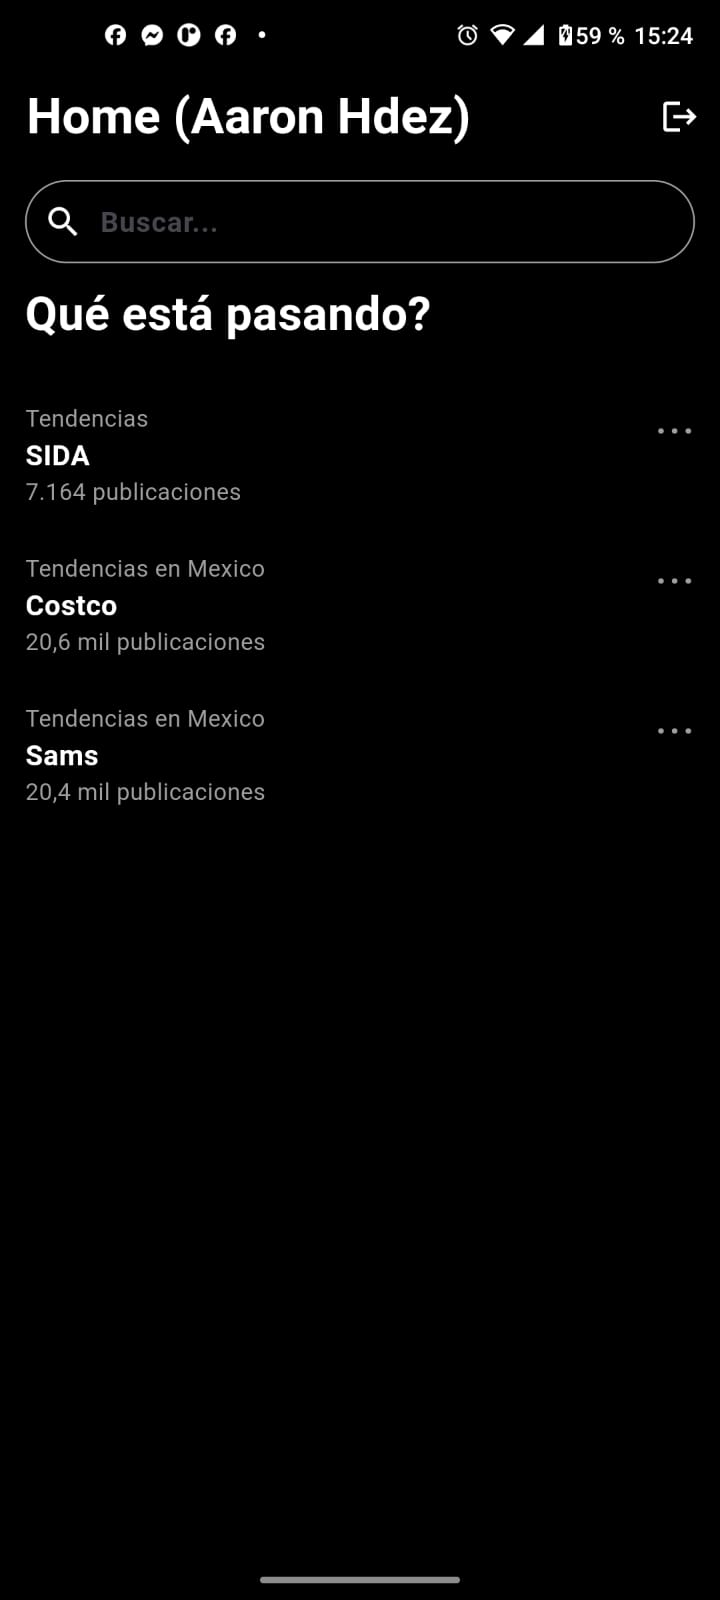 59 % 15:24
Home (Aaron Hdez)
Buscar...
Qué está pasando?
Tendencias
SIDA
7.164 publicaciones
Tendencias en Mexico
Costco
20,6 mil publicaciones
Tendencias en Mexico
Sams
20,4 mil publicaciones